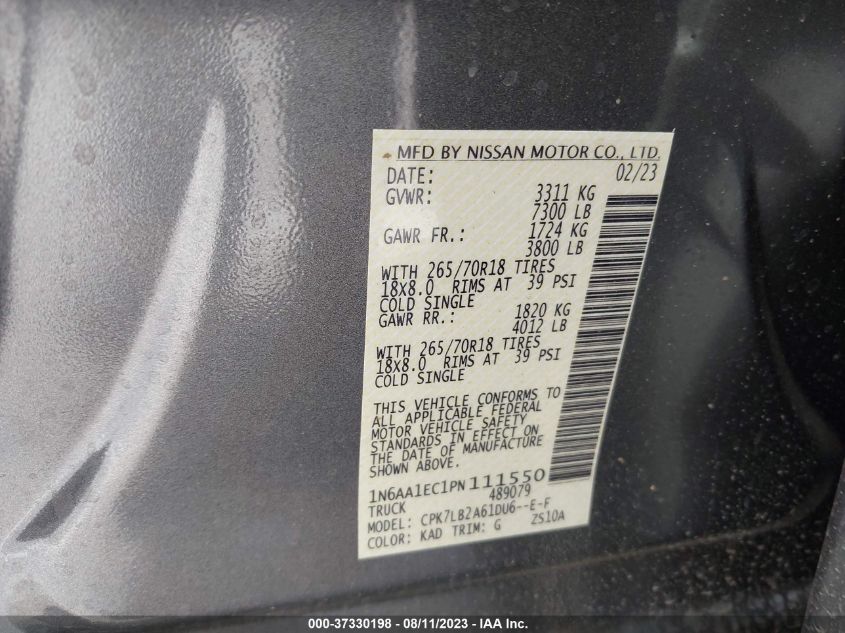 MFD BY NISSAN MOTOR CO., LTD.
DATE: 02/23
GVWR: 3311 KG
7300 LB
GAWR FR.: 1724 KG
3800 LB
WITH 265/70R18 TIRES
18X8.0 RIMS AT 39 PSI
COLD SINGLE
GAWR RR.: 1820 KG
4012 LB
WITH 265/70R18 TIRES
18X8.0 RIMS AT 39 PSI
COLD SINGLE
THIS VEHICLE CONFORMS TO
ALL APPLICABLE FEDERAL
MOTOR VEHICLE SAFETY
STANDARDS IN EFFECT ON
THE DATE OF MANUFACTURE
SHOWN ABOVE.
1N6AA1EC1PN111550
TRUCK 489079
MODEL: CPK7LB2A61DU6--E-F
COLOR: KAD TRIM: G ZS10A
000-37330198 - 08/11/2023 - IAA Inc.